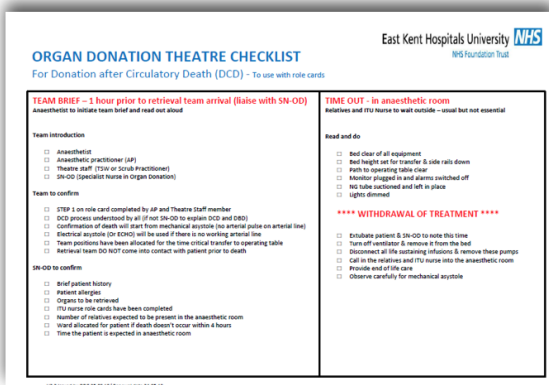 East Kent Hospitals University NHS
NHS Foundation Trust
ORGAN DONATION THEATRE CHECKLIST
For Donation after Circulatory Death (DCD) - To use with role cards
TEAM BRIEF – 1 hour prior to retrieval team arrival (liaise with SN-OD)
Anaesthetist to initiate team brief and read out aloud
Team introduction
Anaesthetist
Anaesthetic practitioner (AP)
Theatre staff (TSW or Scrub Practitioner)
SN-OD (Specialist Nurse in Organ Donation)
Team to confirm
STEP 1 on role card completed by AP and Theatre Staff member
DCD process understood by all (if not SN-OD to explain DCD and DBD)
Confirmation of death will start from mechanical asystole (no arterial pulse on arterial line)
Electrical asystole (Or ECHO) will be used if there is no working arterial line
Team positions have been allocated for the time critical transfer to operating table
Retrieval team DO NOT come into contact with patient prior to death
SN-OD to confirm
Brief patient history
Patient allergies
Organs to be retrieved
ITU nurse role cards have been completed
Number of relatives expected to be present in the anaesthetic room
Ward allocated for patient if death doesn't occur within 4 hours
Time the patient is expected in anaesthetic room
TIME OUT - in anaesthetic room
Relatives and ITU Nurse to wait outside – usual but not essential
Read and do
Bed clear of all equipment
Bed height set for transfer & side rails down
Path to operating table clear
Monitor plugged in and alarms switched off
NG tube suctioned and left in place
Lights dimmed
**** WITHDRAWAL OF TREATMENT ****
Extubate patient & SN-OD to note this time
Turn off ventilator & remove it from the bed
Disconnect all life sustaining infusions & remove these pumps
Call in the relatives and ITU nurse into the anaesthetic room
Provide end of life care
Observe carefully for mechanical asystole